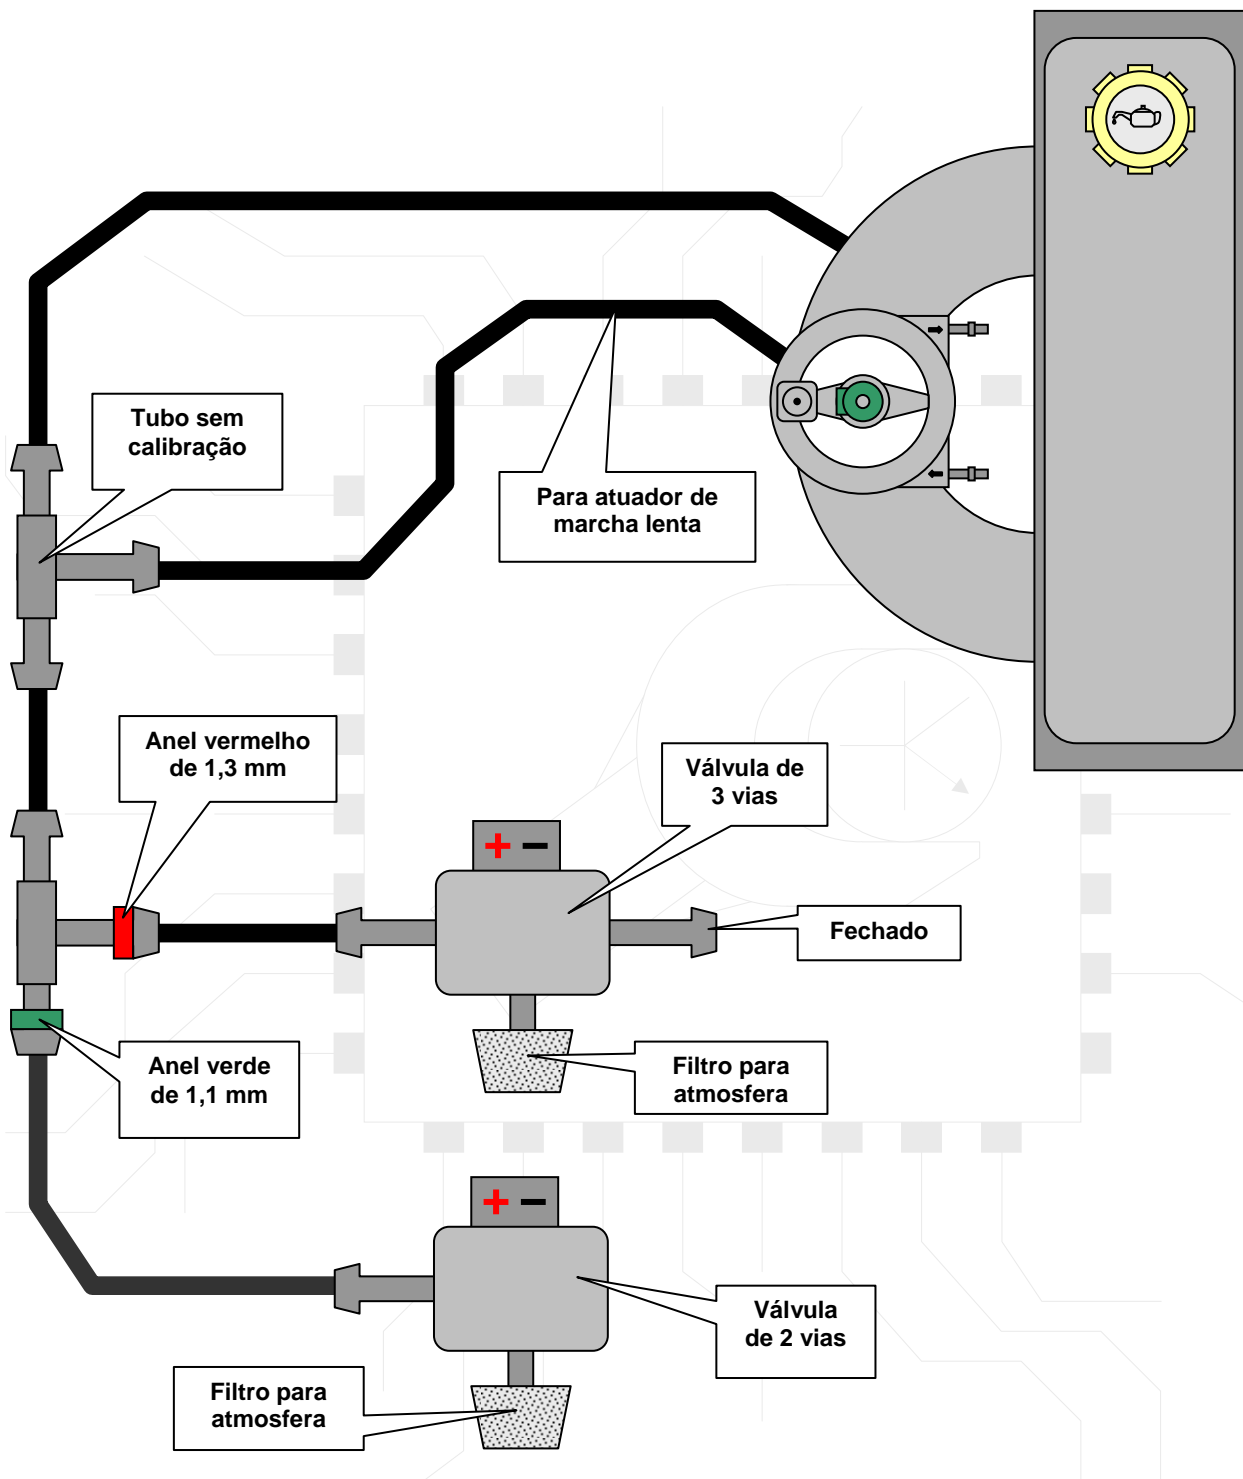 Tubo sem
calibração
Para atuador de
marcha lenta
Anel vermelho
de 1,3 mm
Válvula de
3 vias
+ −
Fechado
Anel verde
de 1,1 mm
Filtro para
atmosfera
+ −
Válvula
de 2 vias
Filtro para
atmosfera